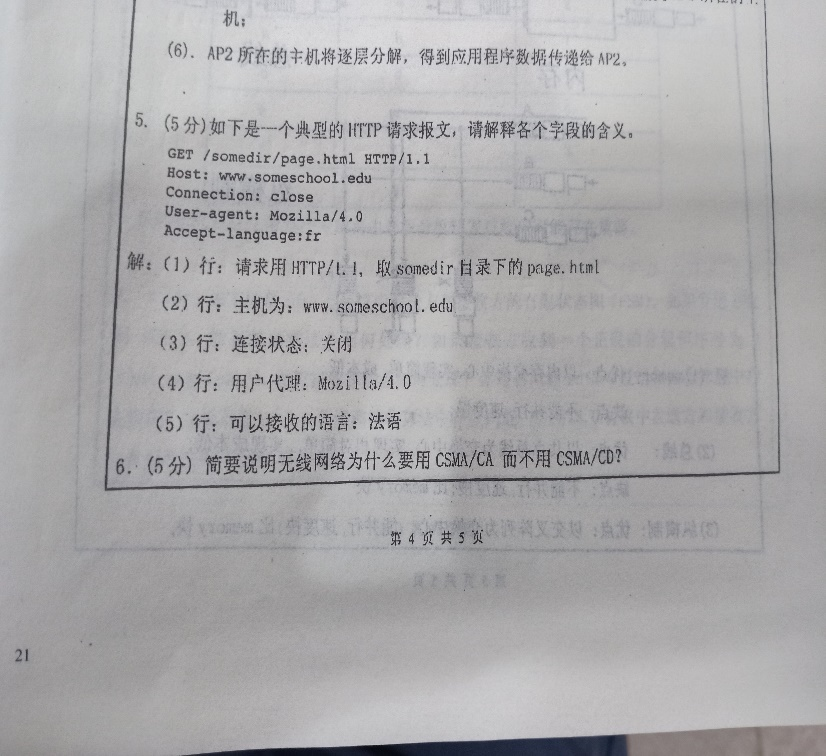 机；
(6). AP2 所在的主机将逐层分解，得到应用程序数据传递给 AP2。
5. (5 分)如下是一个典型的 HTTP 请求报文，请解释各个字段的含义。
GET /somedir/page.html HTTP/1.1
Host: www.someschool.edu
Connection: close
User-agent: Mozilla/4.0
Accept-language:fr
解：(1) 行：请求用 HTTP/1.1, 取 somedir 目录下的 page.html
(2) 行：主机为：www.someschool.edu
(3) 行：连接状态：关闭
(4) 行：用户代理：Mozilla/4.0
(5) 行：可以接收的语言：法语
6. (5 分) 简要说明无线网络为什么要用 CSMA/CA 而不用 CSMA/CD?
第 4 页 共 5 页
21